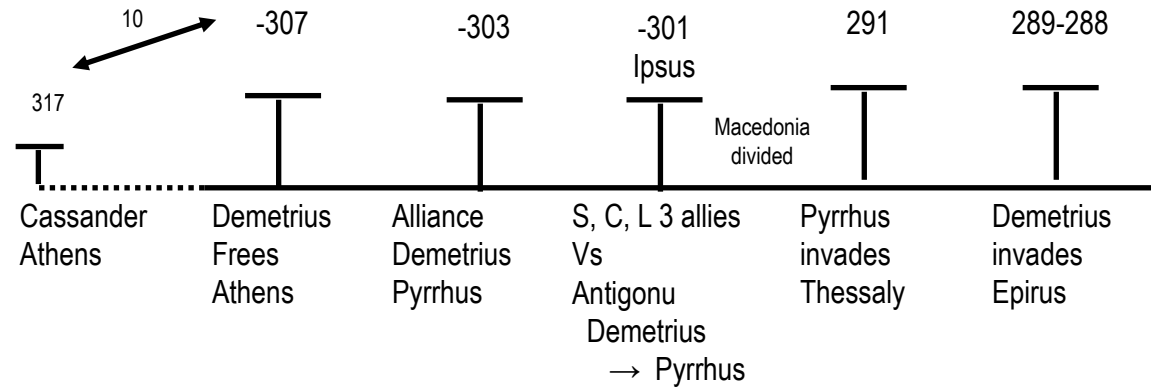 10
317
-307
-303
-301
Ipsus
Macedonia
divided
291
289-288
Cassander
Athens
Demetrius
Frees
Athens
Alliance
Demetrius
Pyrrhus
S, C, L 3 allies
Vs
Antigonu
Demetrius
→ Pyrrhus
Pyrrhus
invades
Thessaly
Demetrius
invades
Epirus